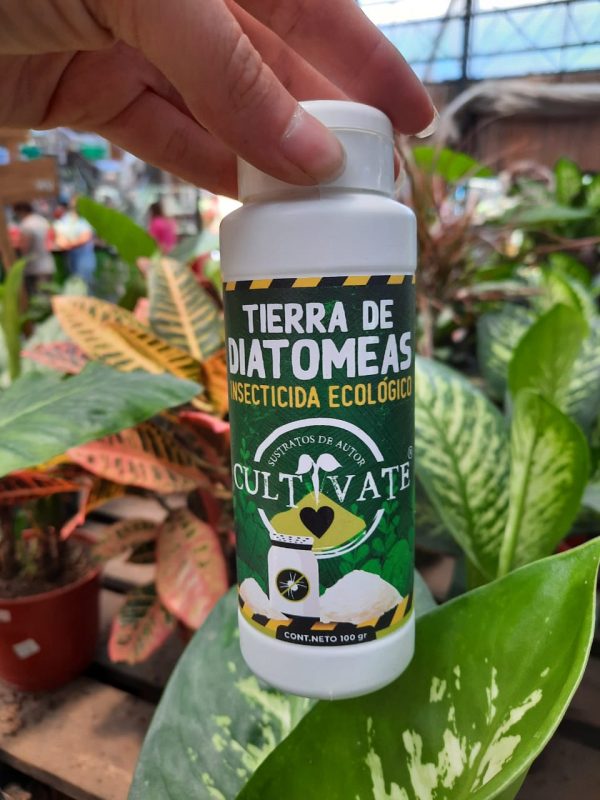 TIERRA DE
DIATOMEAS
INSECTICIDA ECOLÓGICO
SUSTRATOS DE AUTOR
CULTIVATE®
CONT.NETO 100 gr